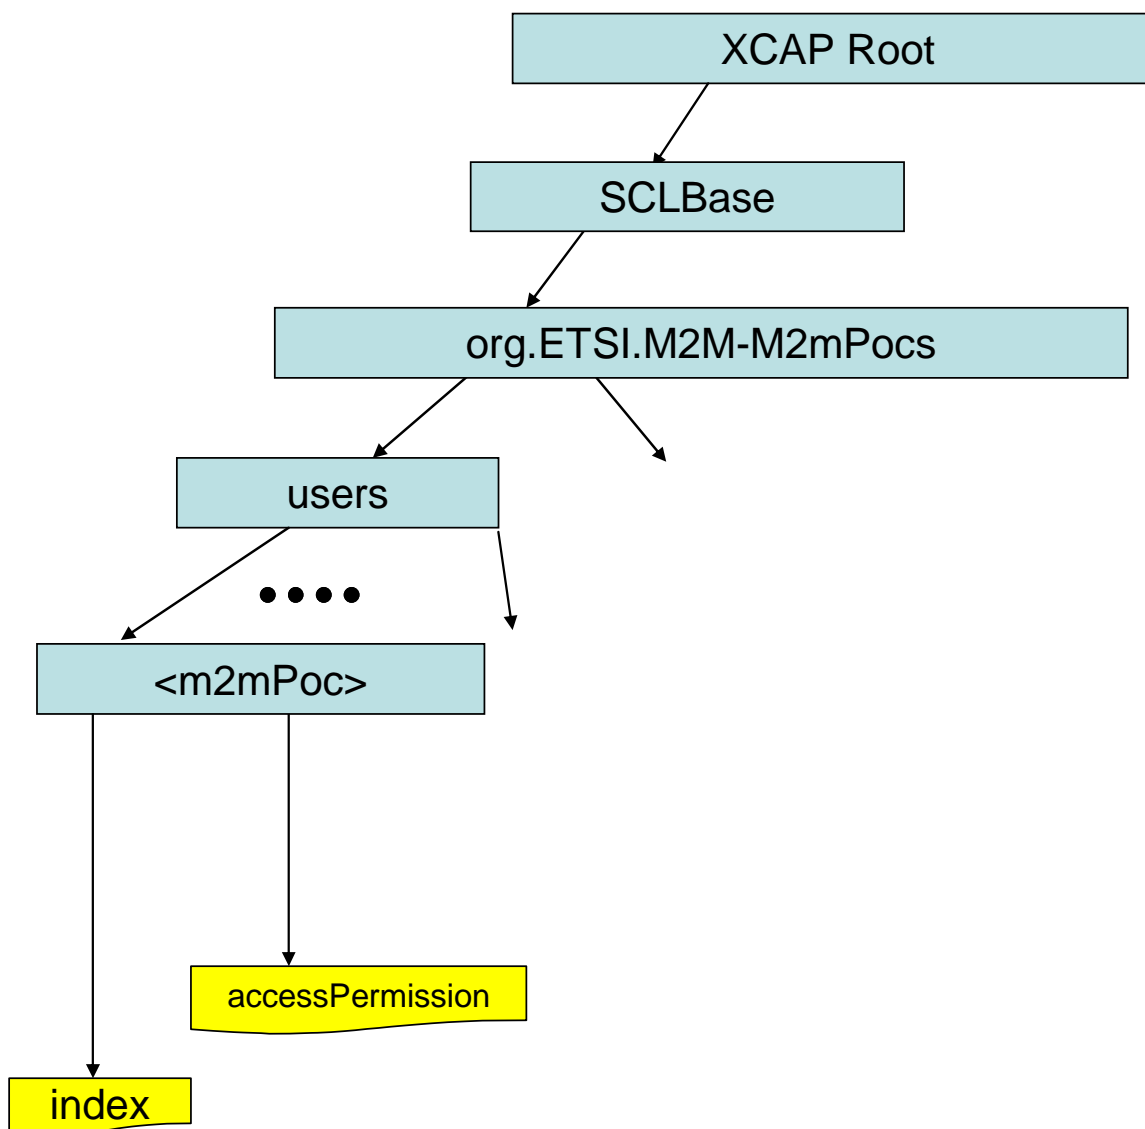 XCAP Root
SCLBase
org.ETSI.M2M-M2mPocs
users
<m2mPoc>
accessPermission
index